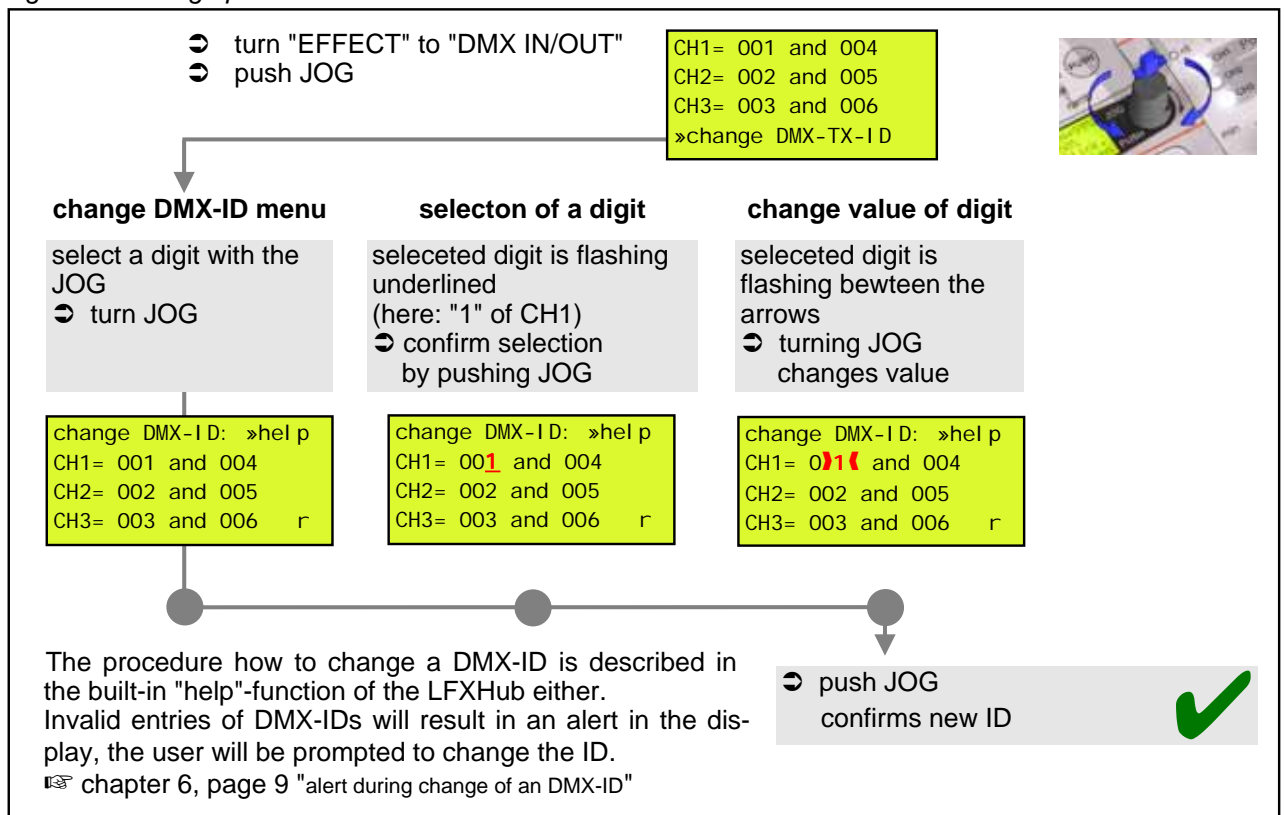 ➲ turn "EFFECT" to "DMX IN/OUT"
➲ push JOG
CH1= 001 and 004
CH2= 002 and 005
CH3= 003 and 006
»change DMX-TX-ID
change DMX-ID menu
select a digit with the
JOG
➲ turn JOG
selecton of a digit
seleceted digit is flashing
underlined
(here: "1" of CH1)
➲ confirm selection
by pushing JOG
change value of digit
seleceted digit is
flashing bewteen the
arrows
➲ turning JOG
changes value
change DMX-ID: »help
CH1= 001 and 004
CH2= 002 and 005
CH3= 003 and 006 r
change DMX-ID: »help
CH1= 001 and 004
CH2= 002 and 005
CH3= 003 and 006 r
change DMX-ID: »help
CH1= 0❫1❪ and 004
CH2= 002 and 005
CH3= 003 and 006 r
The procedure how to change a DMX-ID is described in
the built-in "help"-function of the LFXHub either.
Invalid entries of DMX-IDs will result in an alert in the dis-
play, the user will be prompted to change the ID.
☞ chapter 6, page 9 "alert during change of an DMX-ID"
➲ push JOG
confirms new ID